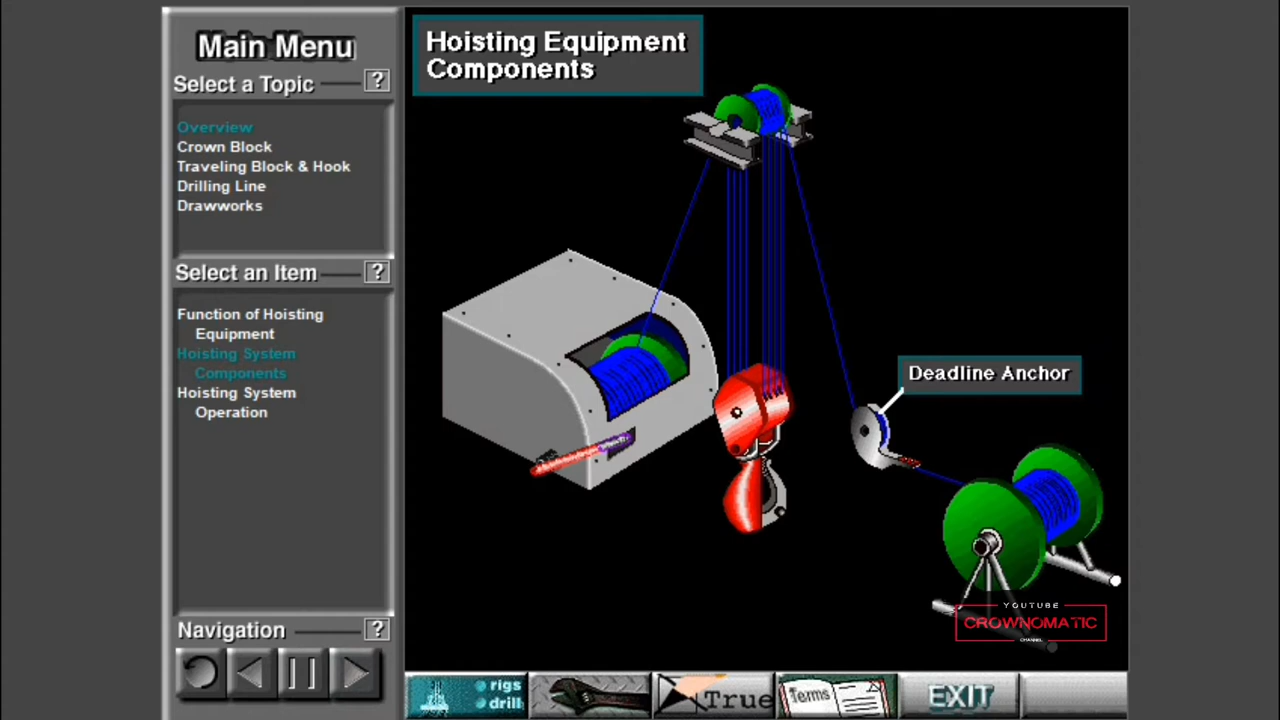 Main Menu
Select a Topic
?
Overview
Crown Block
Traveling Block & Hook
Drilling Line
Drawworks
Select an Item
?
Function of Hoisting
Equipment
Hoisting System
Components
Hoisting System
Operation
Navigation
?
Hoisting Equipment
Components
Deadline Anchor
YOUTUBE
CROWNOMATIC
CHANNEL
rigs
drill
True
Terms
EXIT